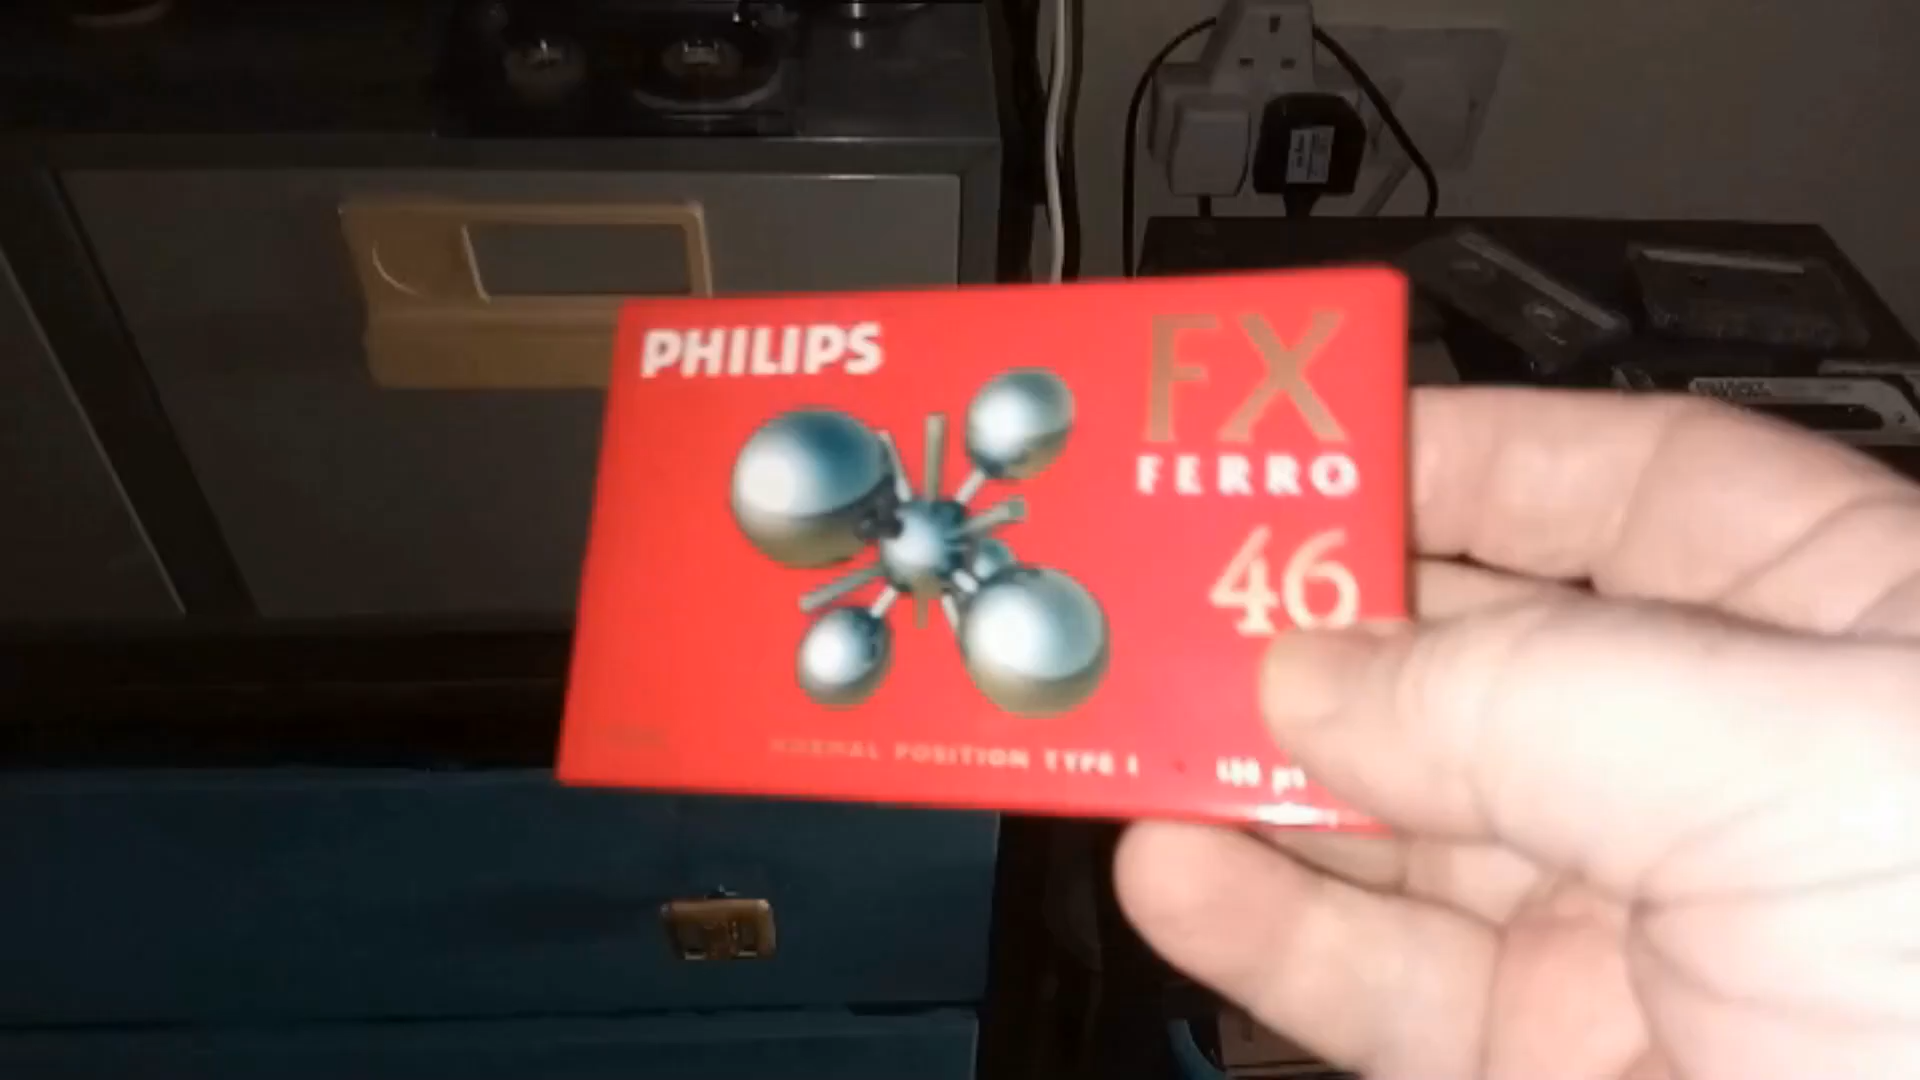 PHILIPS
FX
FERRO
46
NORMAL POSITION TYPE I